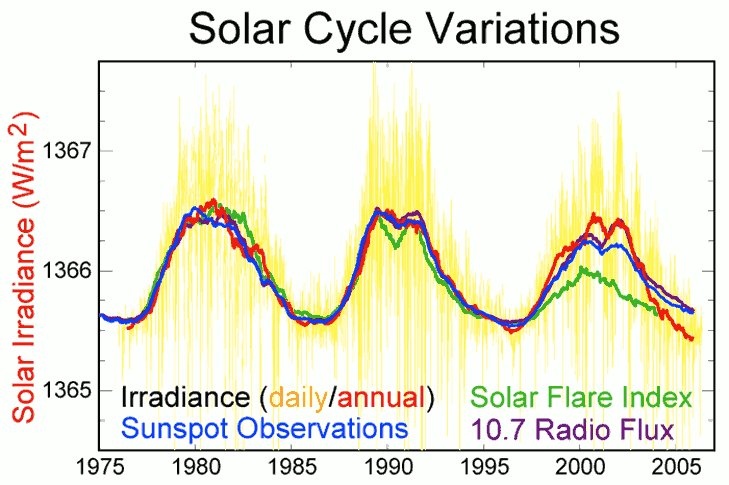 Solar Cycle Variations
Solar Irradiance (W/m²)
1367
1366
1365
Irradiance (daily/annual)
Solar Flare Index
Sunspot Observations
10.7 Radio Flux
1975 1980 1985 1990 1995 2000 2005